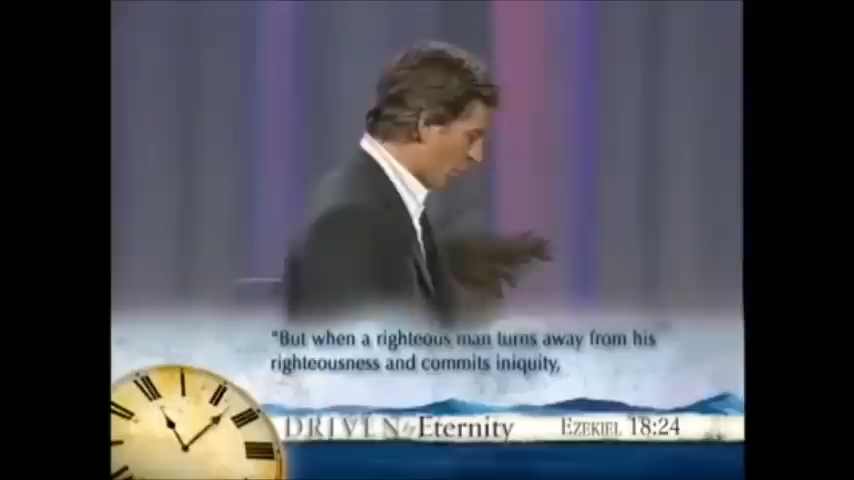 "But when a righteous man turns away from his
righteousness and commits iniquity,
DRIVEN by Eternity EZEKIEL 18:24